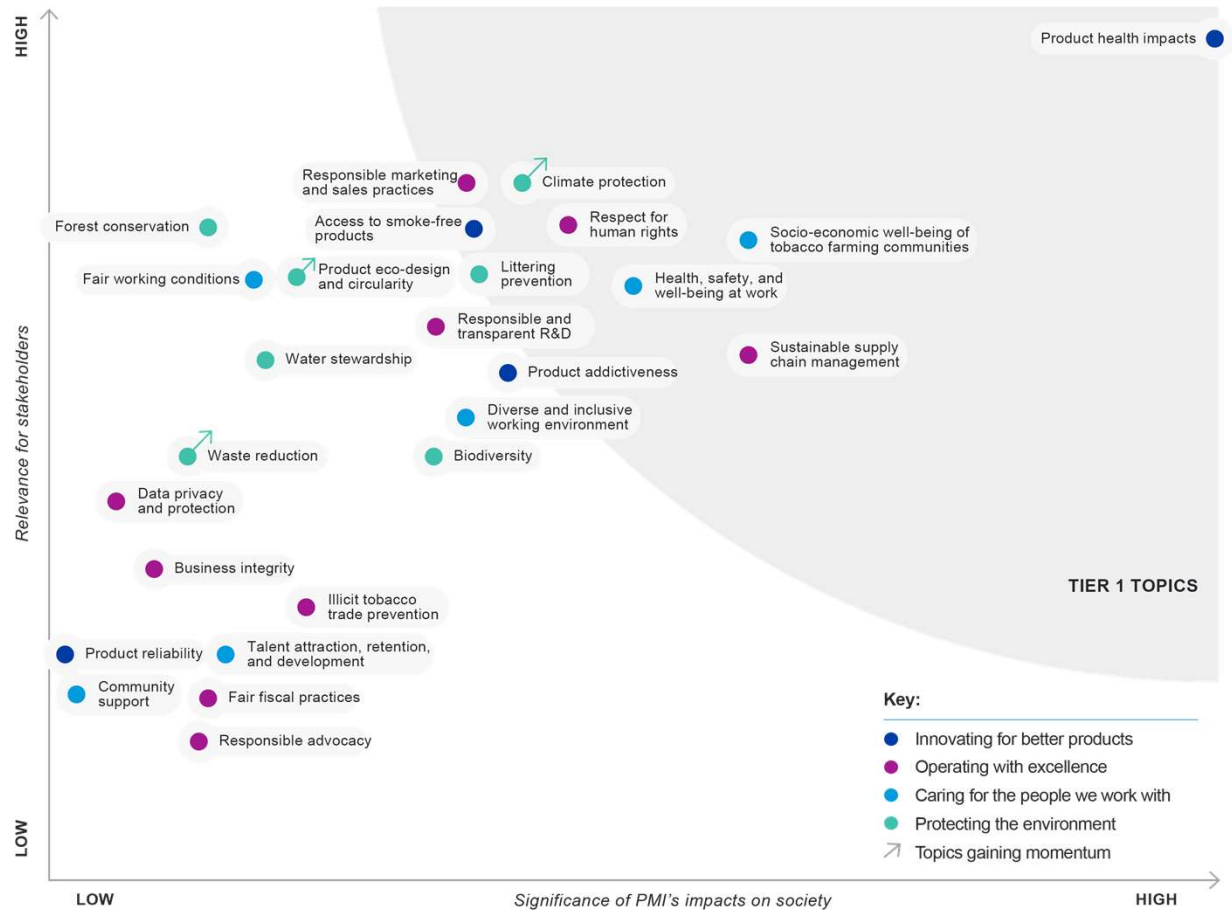 HIGH
Product health impacts
Responsible marketing
and sales practices
Climate protection
Forest conservation
Access to smoke-free
products
Respect for
human rights
Socio-economic well-being of
tobacco farming communities
Fair working conditions
Product eco-design
and circularity
Littering
prevention
Health, safety, and
well-being at work
Responsible and
transparent R&D
Sustainable supply
chain management
Water stewardship
Product addictiveness
Diverse and inclusive
working environment
Relevance for stakeholders
Waste reduction
Biodiversity
Data privacy
and protection
Business integrity
TIER 1 TOPICS
Illicit tobacco
trade prevention
Product reliability
Talent attraction, retention,
and development
Community
support
Fair fiscal practices
Responsible advocacy
Key:
Innovating for better products
Operating with excellence
Caring for the people we work with
Protecting the environment
Topics gaining momentum
LOW
LOW
Significance of PMI's impacts on society
HIGH